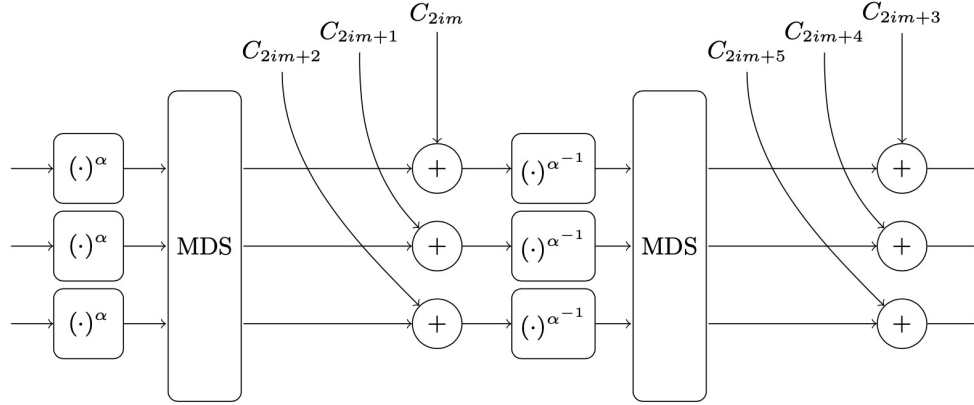 C_{2im}
C_{2im+1}
C_{2im+2}
C_{2im+3}
C_{2im+4}
C_{2im+5}
(·)^α
MDS
+
(·)^{α^{-1}}
MDS
+
(·)^α
+
(·)^{α^{-1}}
+
(·)^α
+
(·)^{α^{-1}}
+